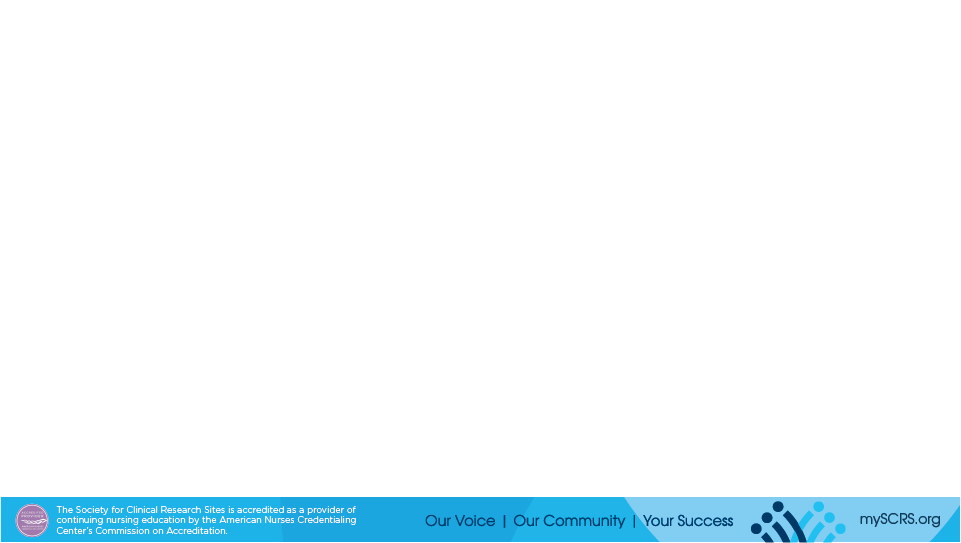 The Society for Clinical Research Sites is accredited as a provider of
continuing nursing education by the American Nurses Credentialing
Center's Commission on Accreditation.
Our Voice | Our Community | Your Success
mySCRS.org